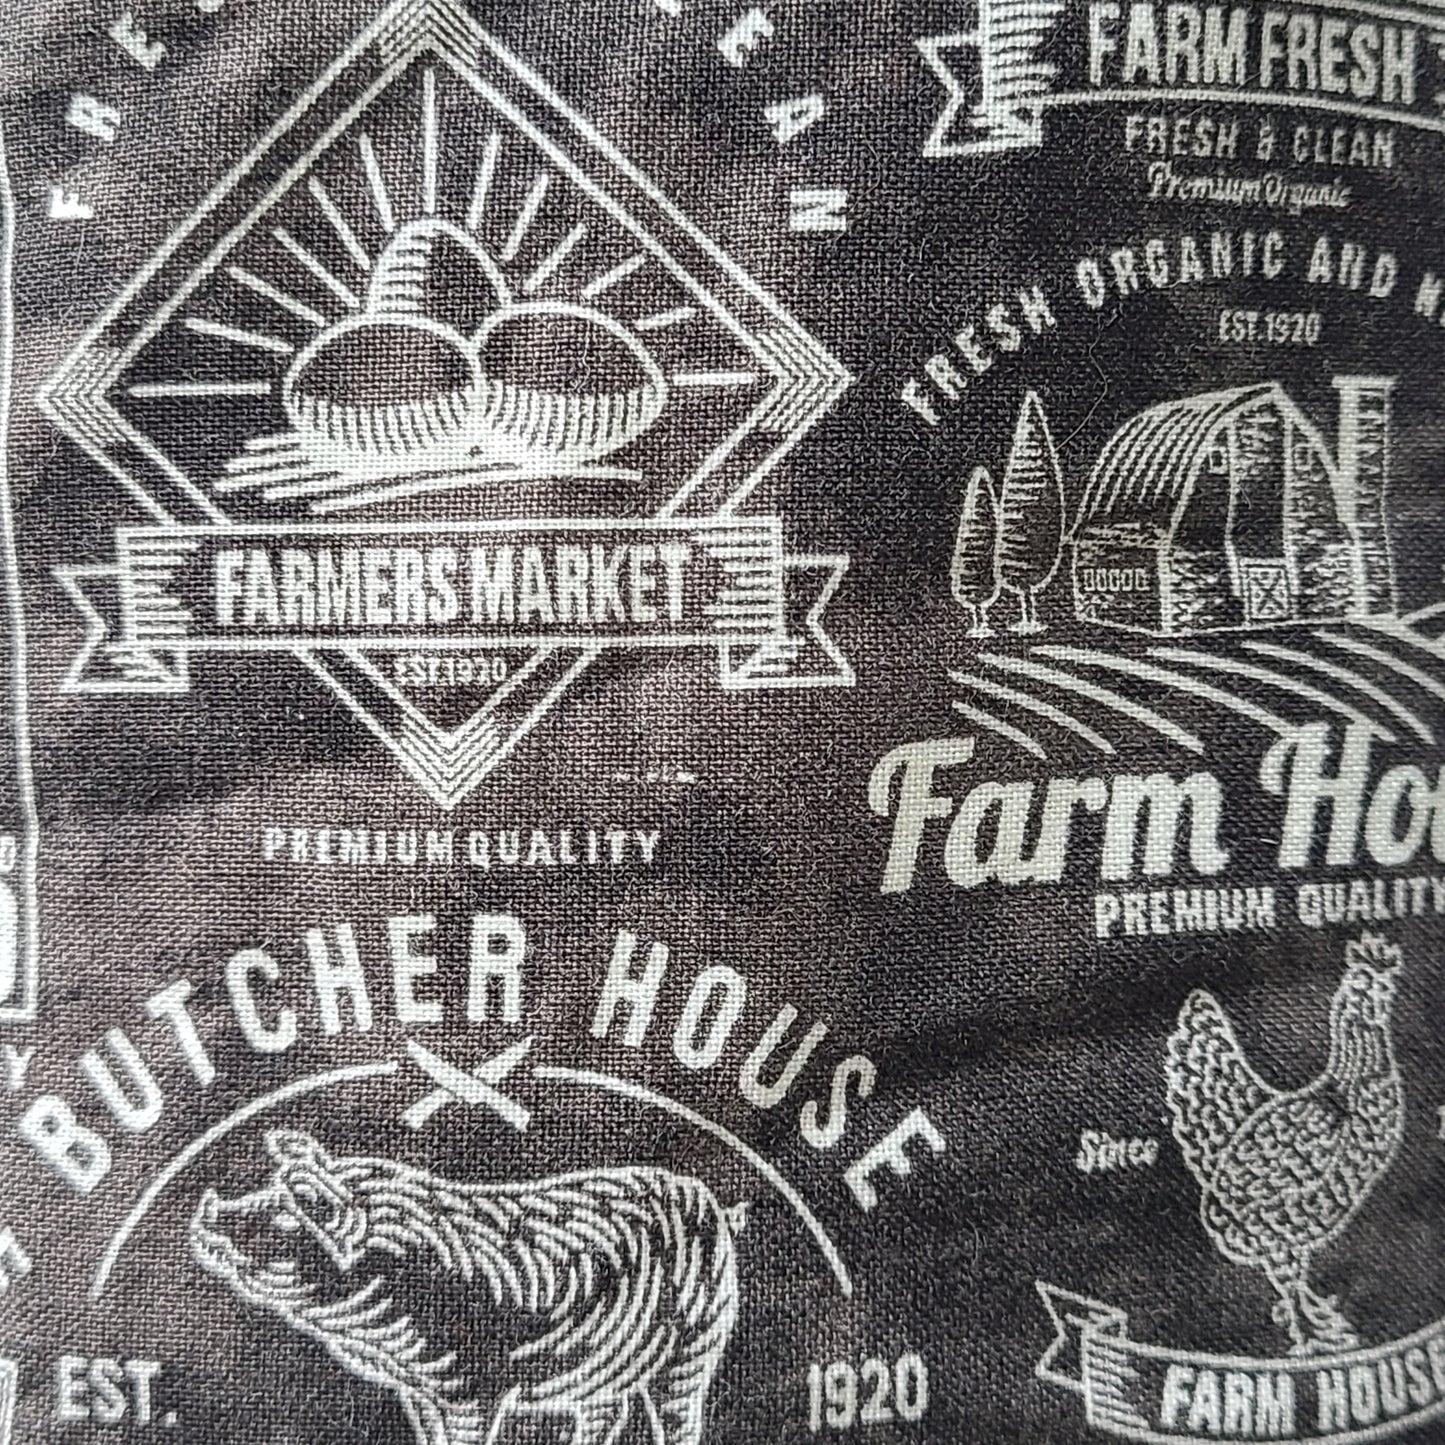 FARM FRESH
FRESH & CLEAN
Premium Organic
FARMERS MARKET
EST.1920
PREMIUM QUALITY
FRESH ORGANIC AND
EST.1920
Farm
PREMIUM QUALITY
BUTCHER HOUSE
EST. 1920
Since
FARM HOUSE